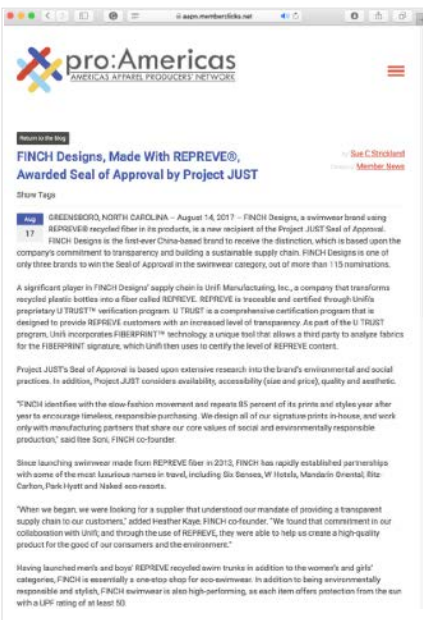 aapn.memberclicks.net
pro:Americas
AMERICAS APPAREL PRODUCERS' NETWORK
Return to the Blog
FINCH Designs, Made With REPREVE®,
Awarded Seal of Approval by Project JUST
by Sue C Strickland
Member News
Show Tags
Aug
17
GREENSBORO, NORTH CAROLINA – August 14, 2017 – FINCH Designs, a swimwear brand using
REPREVE® recycled fiber in its products, is a new recipient of the Project JUST Seal of Approval.
FINCH Designs is the first-ever China-based brand to receive the distinction, which is based upon the
company's commitment to transparency and building a sustainable supply chain. FINCH Designs is one of
only three brands to win the Seal of Approval in the swimwear category, out of more than 115 nominations.
A significant player in FINCH Designs' supply chain is Unifi Manufacturing, Inc., a company that transforms
recycled plastic bottles into a fiber called REPREVE. REPREVE is traceable and certified through Unifi's
proprietary U TRUST™ verification program. U TRUST is a comprehensive certification program that is
designed to provide REPREVE customers with an increased level of transparency. As part of the U TRUST
program, Unifi incorporates FIBERPRINT™ technology, a unique tool that allows a third party to analyze fabrics
for the FIBERPRINT signature, which Unifi then uses to certify the level of REPREVE content.
Project JUST's Seal of Approval is based upon extensive research into the brand's environmental and social
practices. In addition, Project JUST considers availability, accessibility (size and price), quality and aesthetic.
"FINCH identifies with the slow-fashion movement and repeats 85 percent of its prints and styles year after
year to encourage timeless, responsible purchasing. We design all of our signature prints in-house, and work
only with manufacturing partners that share our core values of social and environmentally responsible
production," said Itee Soni, FINCH co-founder.
Since launching swimwear made from REPREVE fiber in 2013, FINCH has rapidly established partnerships
with some of the most luxurious names in travel, including Six Senses, W Hotels, Mandarin Oriental, Ritz
Carlton, Park Hyatt and Naked eco-resorts.
"When we began, we were looking for a supplier that understood our mandate of providing a transparent
supply chain to our customers," added Heather Kaye, FINCH co-founder, "We found that commitment in our
collaboration with Unifi, and through the use of REPREVE, they were able to help us create a high-quality
product for the good of our consumers and the environment."
Having launched men's and boys' REPREVE recycled swim trunks in addition to the women's and girls'
categories, FINCH is essentially a one-stop shop for eco-swimwear. In addition to being environmentally
responsible and stylish, FINCH swimwear is also high-performing, as each item offers protection from the sun
with a UPF rating of at least 50.